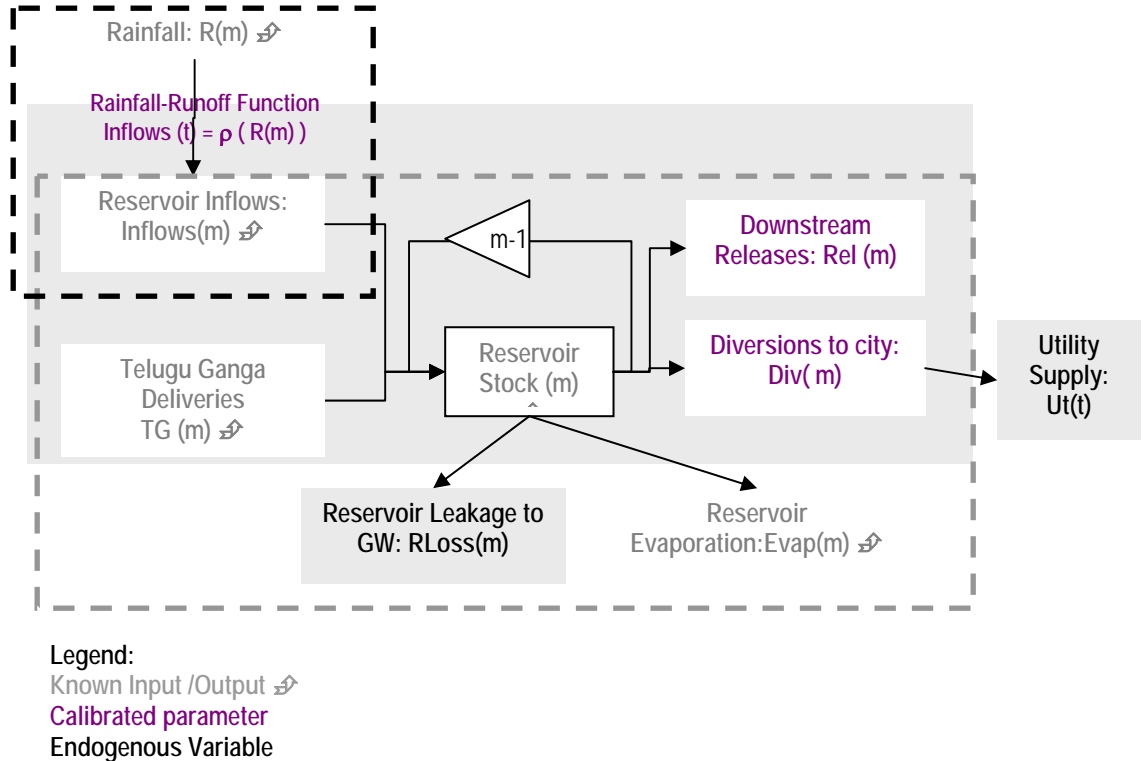 Rainfall: R(m)
Rainfall-Runoff Function
Inflows (t) = ρ ( R(m) )
Reservoir Inflows:
Inflows(m)
m-1
Downstream
Releases: Rel (m)
Telugu Ganga
Deliveries
TG (m)
Reservoir
Stock (m)
Diversions to city:
Div( m)
Utility
Supply:
Ut(t)
Reservoir Leakage to
GW: RLoss(m)
Reservoir
Evaporation:Evap(m)
Legend:
Known Input /Output
Calibrated parameter
Endogenous Variable